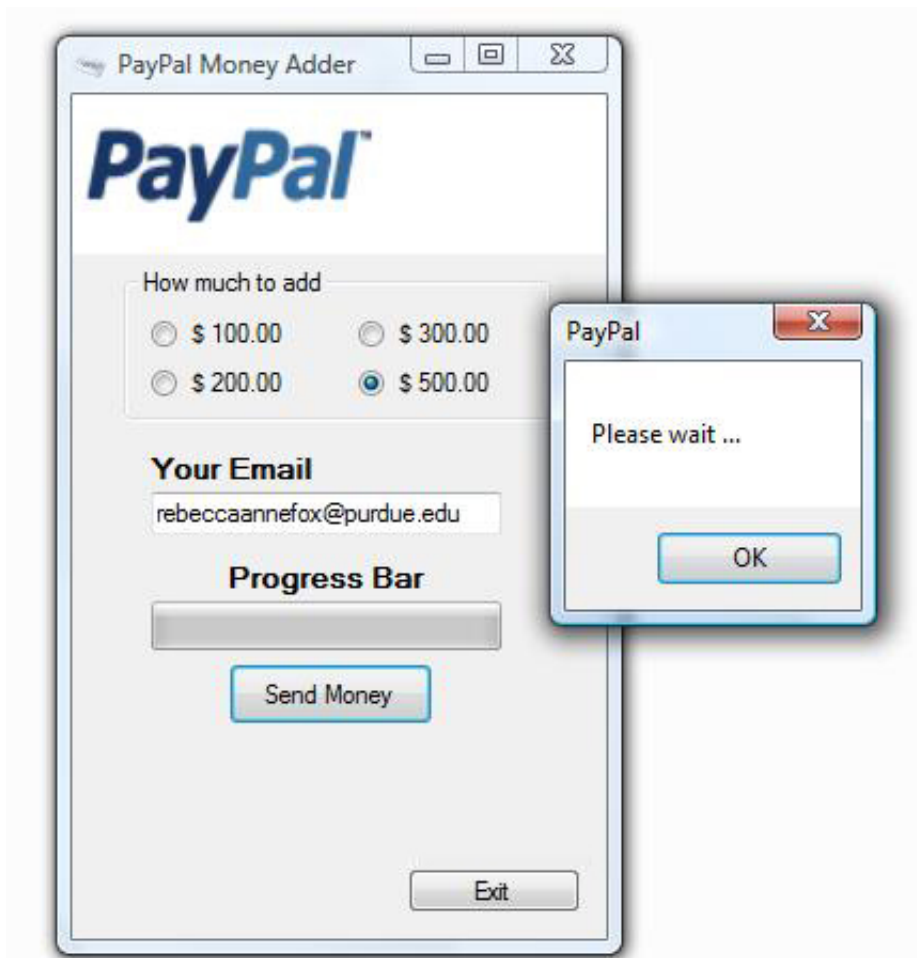 PayPal Money Adder
PayPal™
How much to add
$ 100.00
$ 300.00
$ 200.00
$ 500.00
Your Email
rebeccaannefox@purdue.edu
Progress Bar
Send Money
Exit
PayPal
Please wait ...
OK